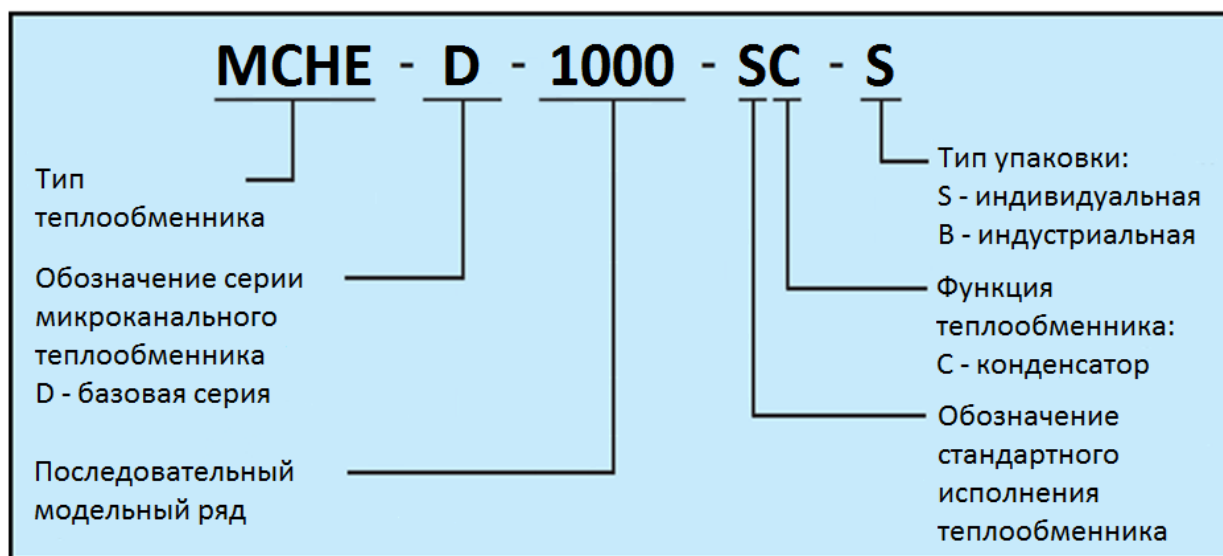 MCHE - D - 1000 - SC - S
Тип
теплообменника
Обозначение серии
микроканального
теплообменника
D - базовая серия
Последовательный
модельный ряд
Тип упаковки:
S - индивидуальная
B - индустриальная
Функция
теплообменника:
C - конденсатор
Обозначение
стандартного
исполнения
теплообменника